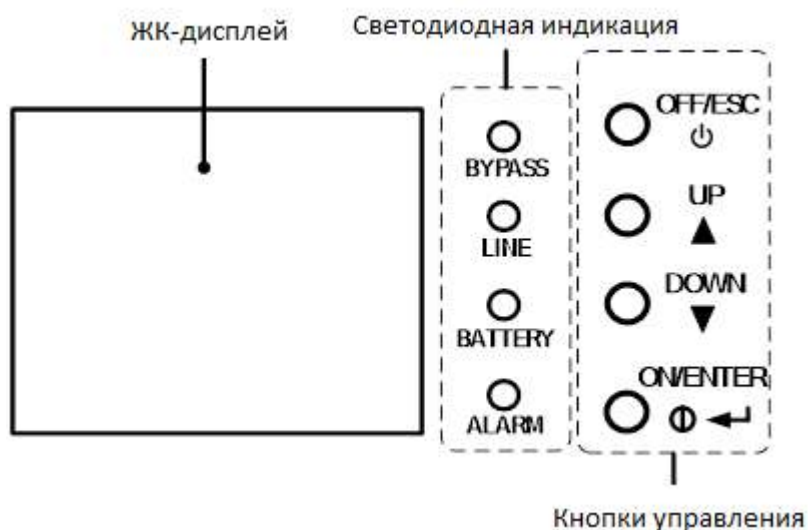 ЖК-дисплей
Светодиодная индикация
BYPASS
LINE
BATTERY
ALARM
OFF/ESC
UP
DOWN
ON/ENTER
Кнопки управления